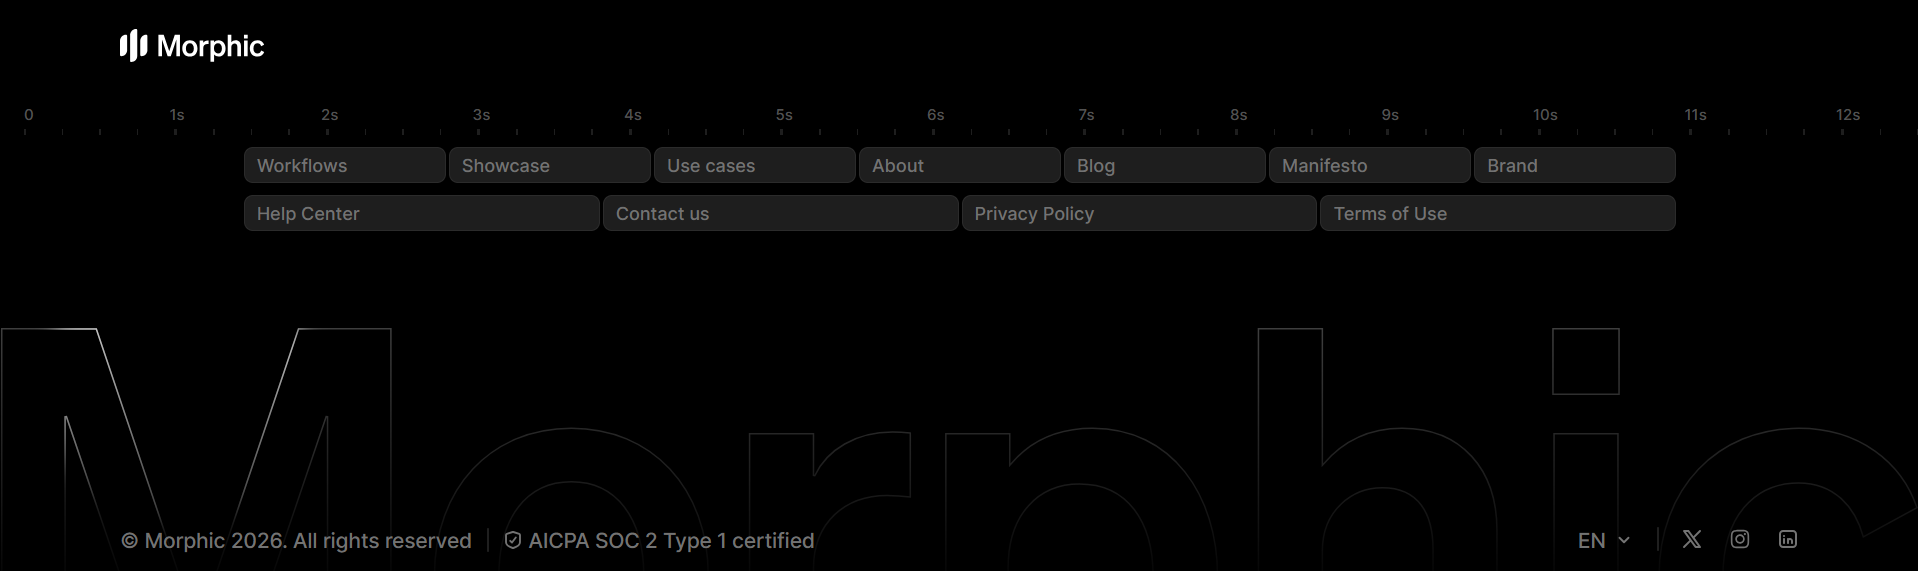 Morphic
0 1s 2s 3s 4s 5s 6s 7s 8s 9s 10s 11s 12s
Workflows Showcase Use cases About Blog Manifesto Brand
Help Center Contact us Privacy Policy Terms of Use
Morphic
© Morphic 2026. All rights reserved AICPA SOC 2 Type 1 certified EN